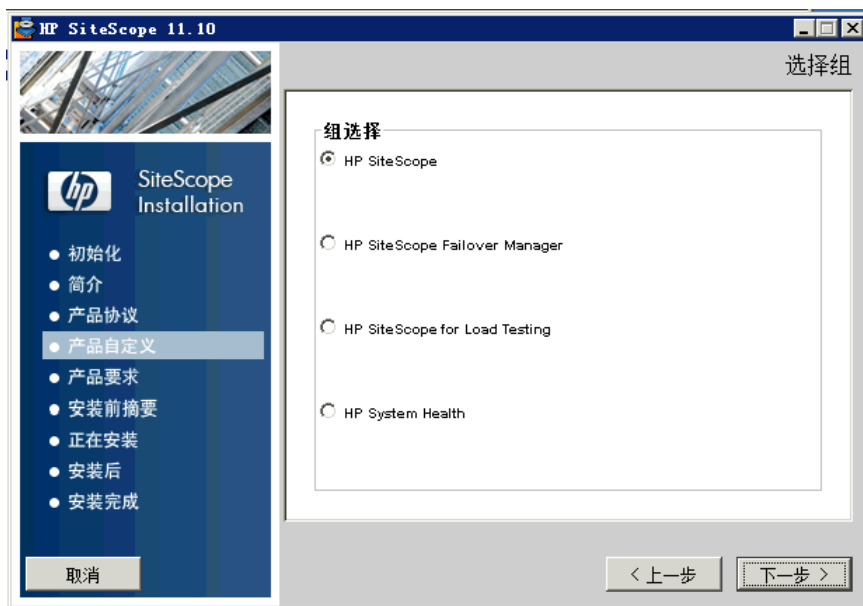 HP SiteScope 11.10
选择组
hp
SiteScope
Installation
初始化
简介
产品协议
产品自定义
产品要求
安装前摘要
正在安装
安装后
安装完成
组选择
HP SiteScope
HP SiteScope Failover Manager
HP SiteScope for Load Testing
HP System Health
取消
< 上一步
下一步 >